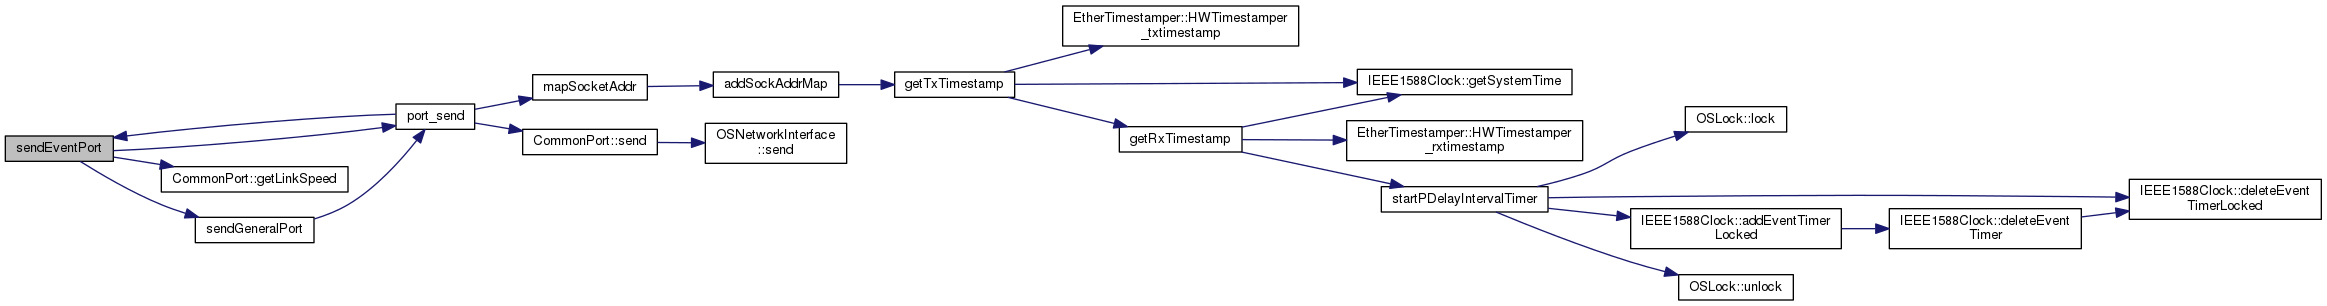 sendEventPort
port_send
CommonPort::getLinkSpeed
sendGeneralPort
mapSocketAddr
CommonPort::send
addSockAddrMap
OSNetworkInterface
::send
getTxTimestamp
EtherTimestamper::HWTimestamper
_txtimestamp
IEEE1588Clock::getSystemTime
getRxTimestamp
EtherTimestamper::HWTimestamper
_rxtimestamp
startPDelayIntervalTimer
OSLock::lock
IEEE1588Clock::addEventTimer
Locked
OSLock::unlock
IEEE1588Clock::deleteEvent
Timer
IEEE1588Clock::deleteEvent
TimerLocked